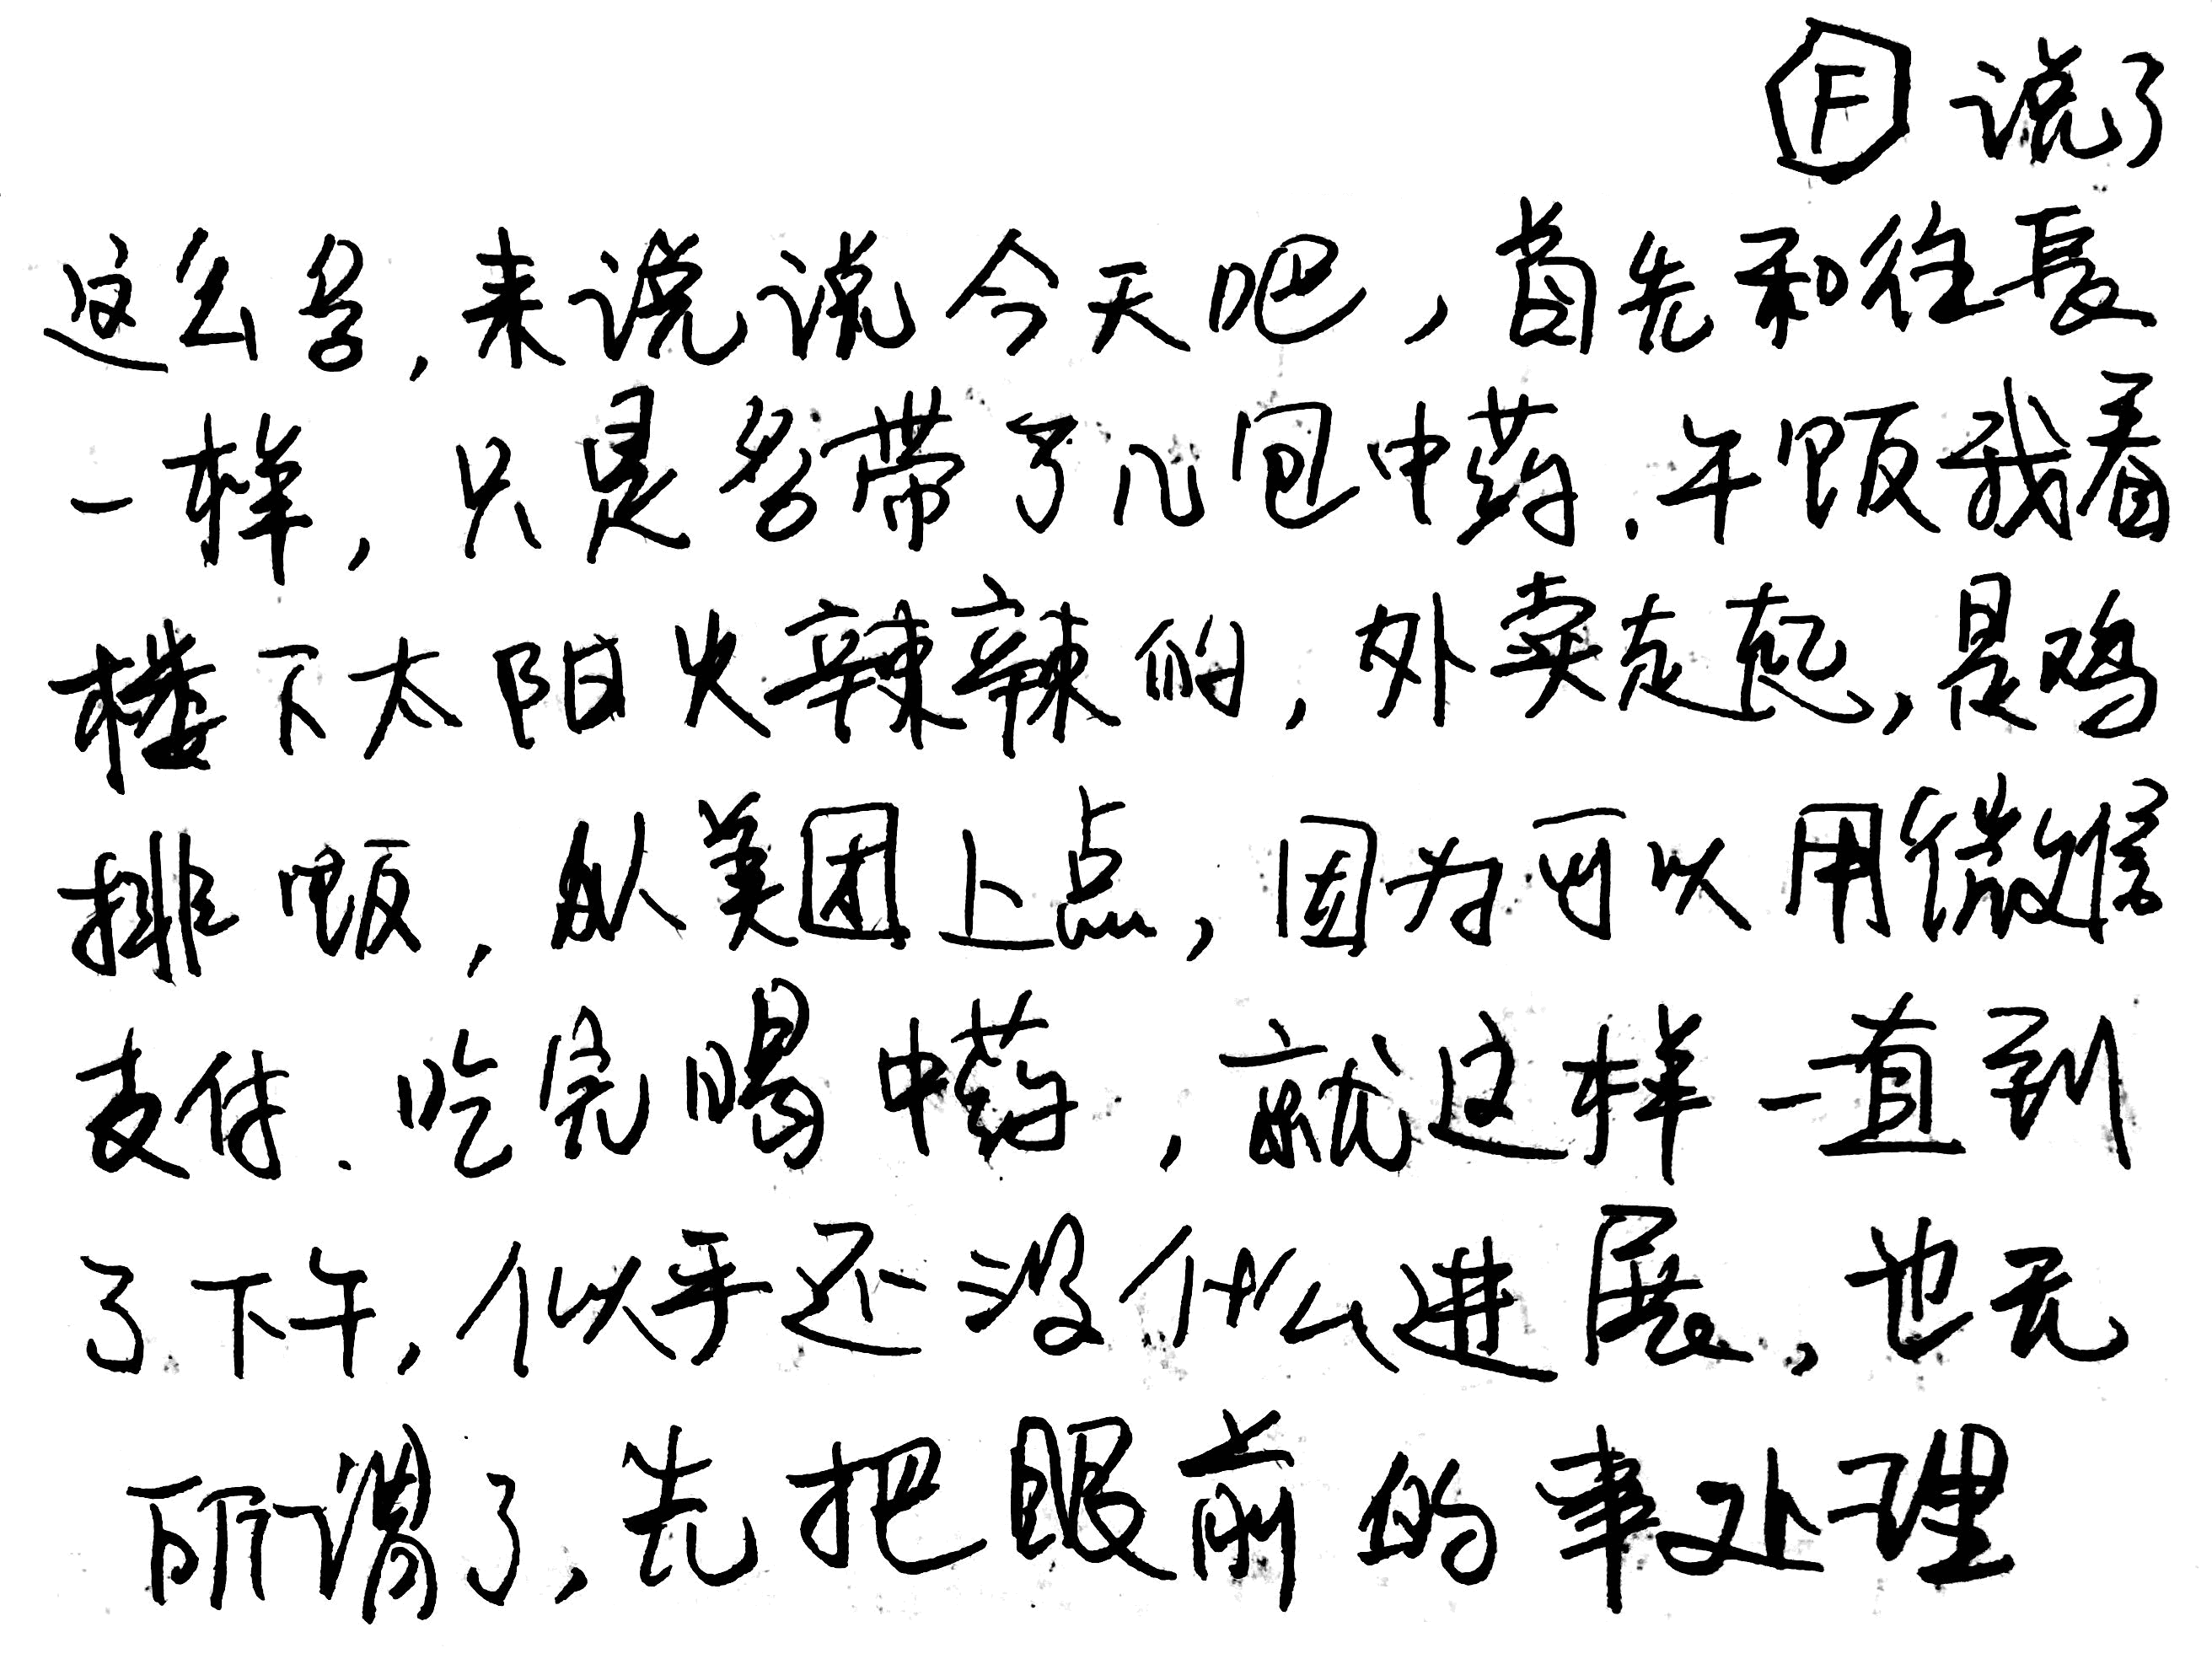 F 说了
这么多,来说说今天吧,首先和往长
一样,只是多带了几包中药.午饭我看
楼下太阳火辣辣的,外卖走起,是鸡
排饭,从美团上点,因为可以用微信
支付.吃完喝中药,就这样一直到
了下午,似乎还没什么进展,也无
所谓了,先把眼前的事处理